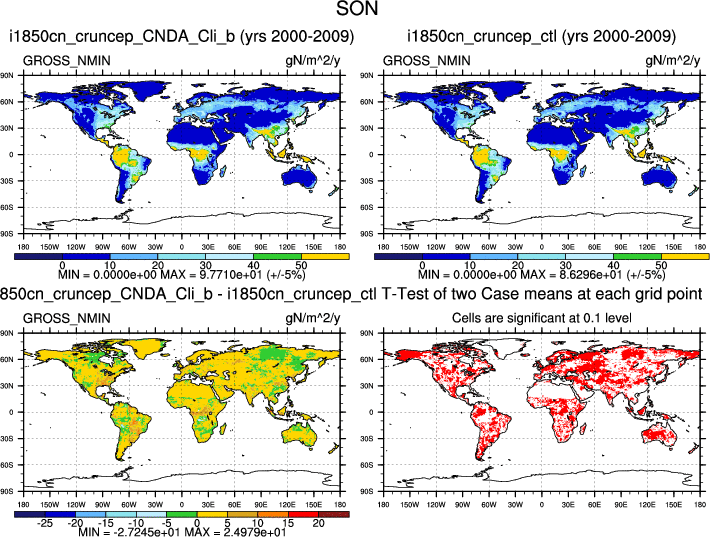 SON
i1850cn_cruncep_CNDA_Cli_b (yrs 2000-2009)
i1850cn_cruncep_ctl (yrs 2000-2009)
GROSS_NMIN gN/m^2/y
GROSS_NMIN gN/m^2/y
90N
60N
30N
0
30S
60S
90S
180 150W 120W 90W 60W 30W 0 30E 60E 90E 120E 150E 180
90N
60N
30N
0
30S
60S
90S
180 150W 120W 90W 60W 30W 0 30E 60E 90E 120E 150E 180
0 10 20 30 40 50
MIN = 0.0000e+00 MAX = 9.7710e+01 (+/-5%)
0 10 20 30 40 50
MIN = 0.0000e+00 MAX = 8.6296e+01 (+/-5%)
850cn_cruncep_CNDA_Cli_b - i1850cn_cruncep_ctl
T-Test of two Case means at each grid point
GROSS_NMIN gN/m^2/y
Cells are significant at 0.1 level
90N
60N
30N
0
30S
60S
90S
180 150W 120W 90W 60W 30W 0 30E 60E 90E 120E 150E 180
90N
60N
30N
0
30S
60S
90S
180 150W 120W 90W 60W 30W 0 30E 60E 90E 120E 150E 180
-25 -20 -15 -10 -5 0 5 10 15 20
MIN = -2.7245e+01 MAX = 2.4979e+01